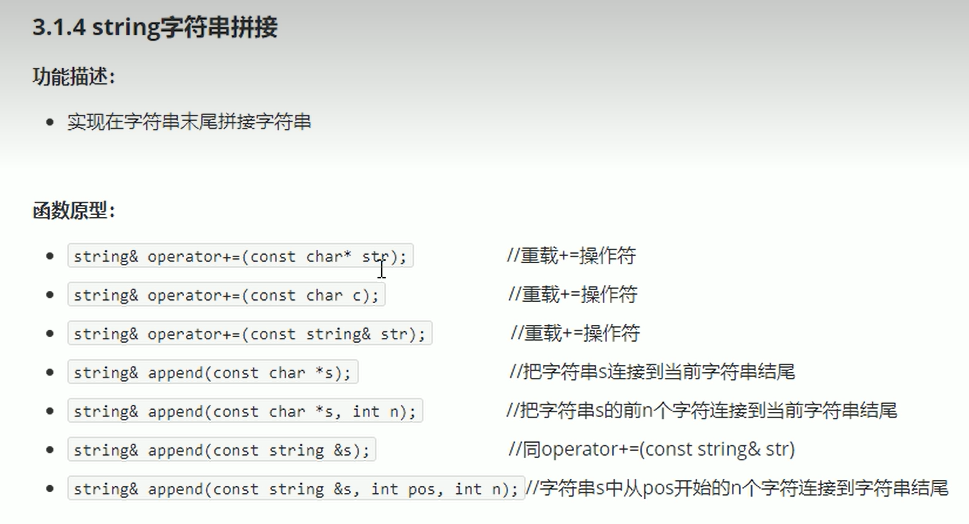 3.1.4 string字符串拼接
功能描述：
实现在字符串末尾拼接字符串
函数原型：
string& operator+=(const char* str); //重载+=操作符
string& operator+=(const char c); //重载+=操作符
string& operator+=(const string& str); //重载+=操作符
string& append(const char *s); //把字符串s连接到当前字符串结尾
string& append(const char *s, int n); //把字符串s的前n个字符连接到当前字符串结尾
string& append(const string &s); //同operator+=(const string& str)
string& append(const string &s, int pos, int n); //字符串s中从pos开始的n个字符连接到字符串结尾